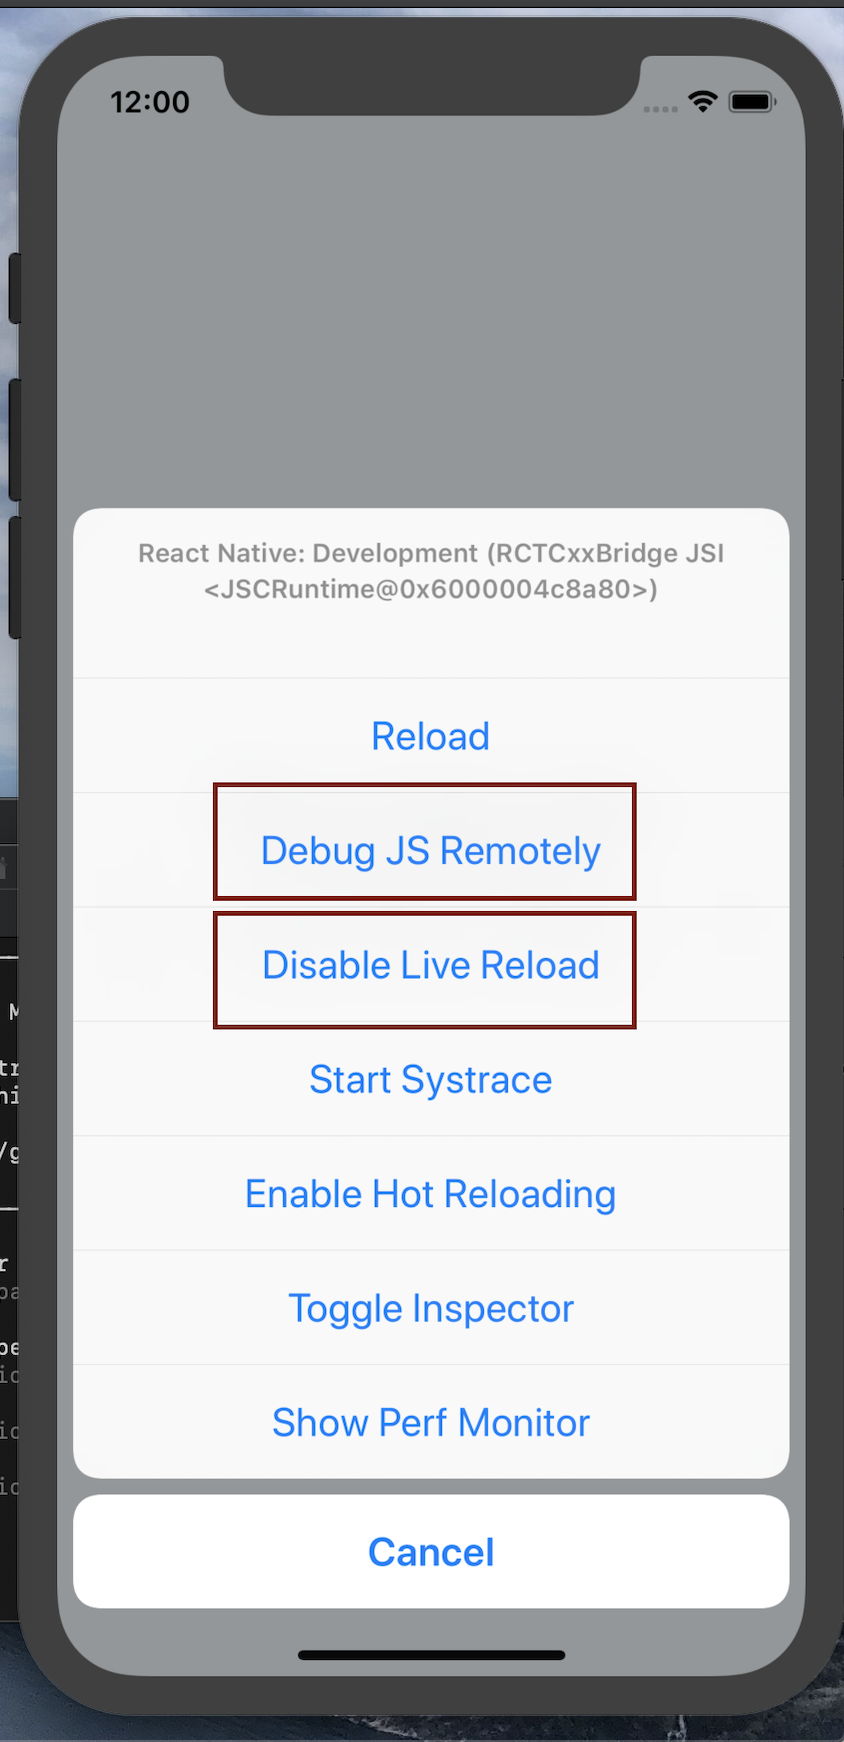 12:00
React Native: Development (RCTCxxBridge JSI
<JSCRuntime@0x6000004c8a80>)
Reload
Debug JS Remotely
Disable Live Reload
Start Systrace
Enable Hot Reloading
Toggle Inspector
Show Perf Monitor
Cancel